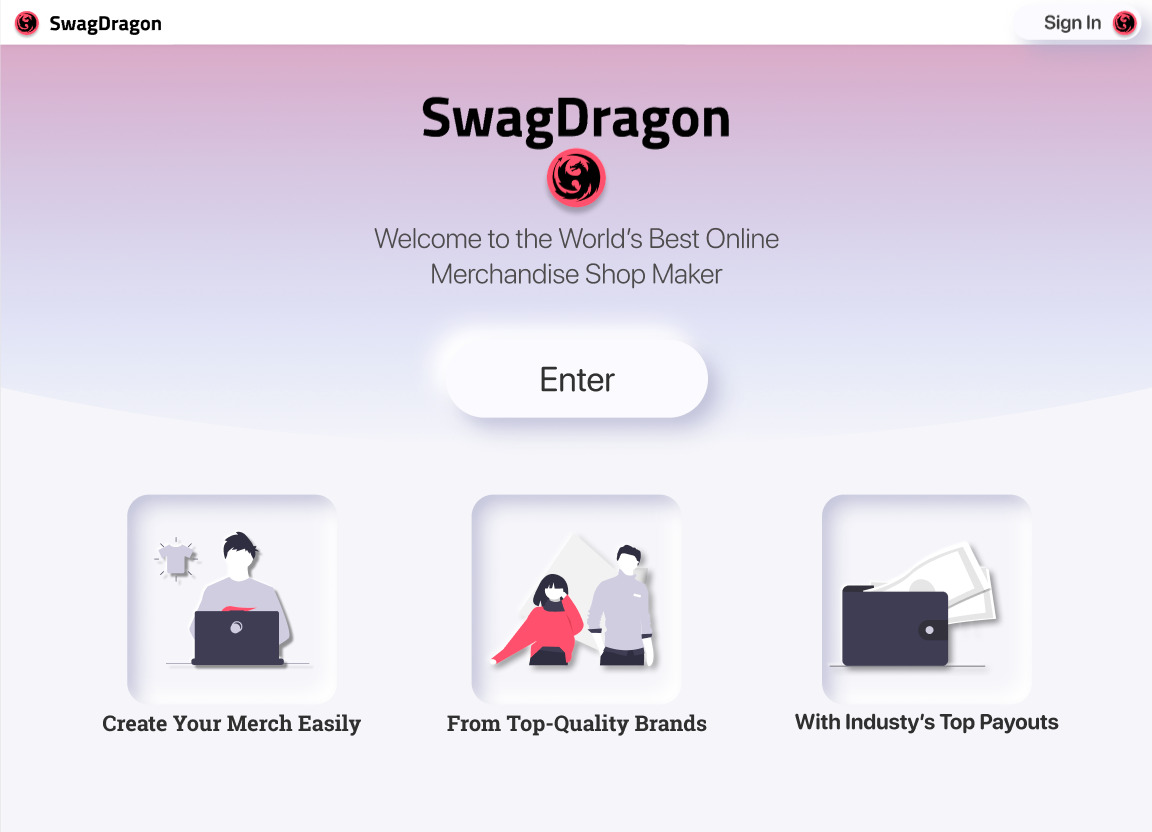 SwagDragon
Sign In
SwagDragon
Welcome to the World's Best Online
Merchandise Shop Maker
Enter
Create Your Merch Easily
From Top-Quality Brands
With Industy's Top Payouts